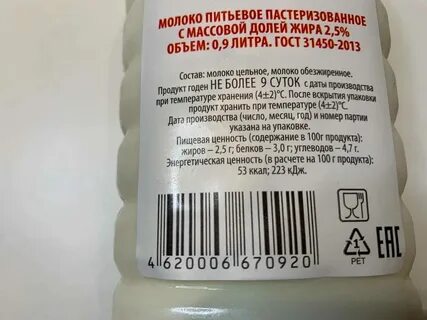 МОЛОКО ПИТЬЕВОЕ ПАСТЕРИЗОВАННОЕ
С МАССОВОЙ ДОЛЕЙ ЖИРА 2,5%
ОБЪЕМ: 0,9 ЛИТРА. ГОСТ 31450-2013
Состав: молоко цельное, молоко обезжиренное.
Продукт годен НЕ БОЛЕЕ 9 СУТОК с даты производства
при температуре хранения (4±2)°С. После вскрытия упаковки
продукт хранить при температуре (4±2)°С.
Дата производства (число, месяц, год) и номер партии
указана на упаковке.
Пищевая ценность (содержание в 100г продукта):
жиров – 2,5 г; белков – 3,0 г; углеводов – 4,7 г.
Энергетическая ценность (в расчете на 100 г продукта):
53 ккал; 223 кДж.
4 620006 670920
1
PET
EAC